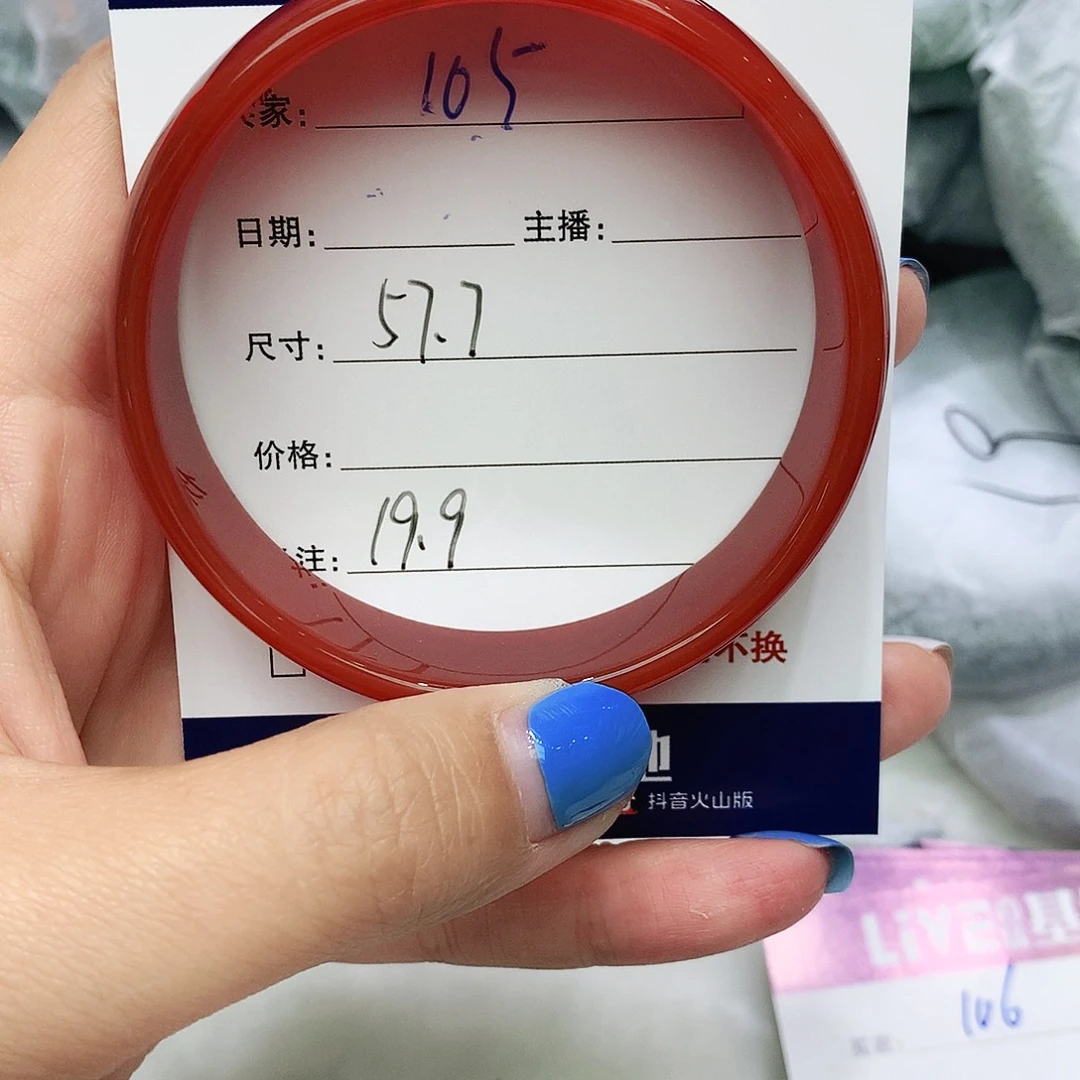 家: 105
日期: 主播:
尺寸: 57.7
价格:
注: 19.9
不换
抖音火山版
LIVE
106